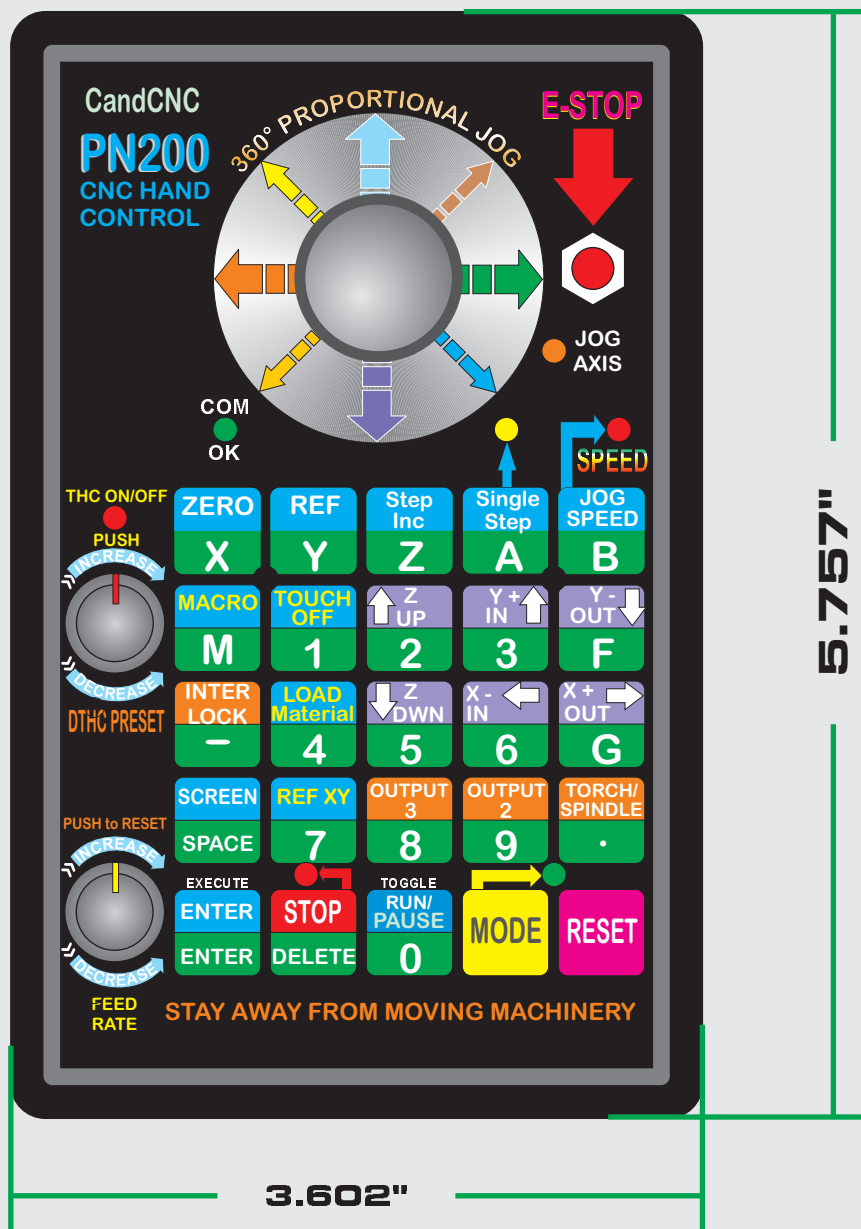 CandCNC
PN200
CNC HAND
CONTROL
360° PROPORTIONAL JOG
E-STOP
JOG
AXIS
COM
OK
SPEED
THC ON/OFF
PUSH
INCREASE
DECREASE
DTHC PRESET
ZERO
X
REF
Y
Step
Inc
Z
Single
Step
A
JOG
SPEED
B
MACRO
M
TOUCH
OFF
1
Z
UP
2
Y +
IN
3
Y -
OUT
F
INTER
LOCK
–
LOAD
Material
4
Z
DWN
5
X -
IN
6
X +
OUT
G
SCREEN
SPACE
REF XY
7
OUTPUT
3
8
OUTPUT
2
9
TORCH/
SPINDLE
.
PUSH to RESET
INCREASE
DECREASE
FEED
RATE
EXECUTE
ENTER
ENTER
STOP
DELETE
TOGGLE
RUN/
PAUSE
0
MODE
RESET
STAY AWAY FROM MOVING MACHINERY
5.757"
3.602"